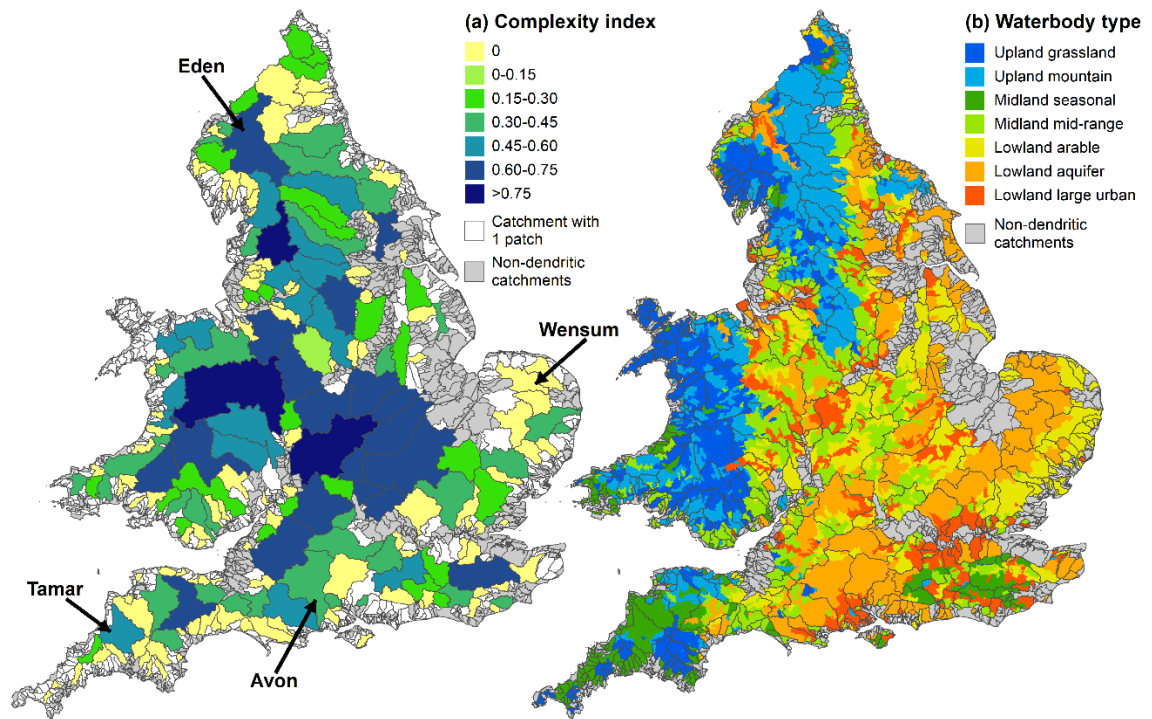 (a) Complexity index
0
0-0.15
0.15-0.30
0.30-0.45
0.45-0.60
0.60-0.75
>0.75
Catchment with
1 patch
Non-dendritic
catchments
Eden
Wensum
Tamar
Avon
(b) Waterbody type
Upland grassland
Upland mountain
Midland seasonal
Midland mid-range
Lowland arable
Lowland aquifer
Lowland large urban
Non-dendritic
catchments